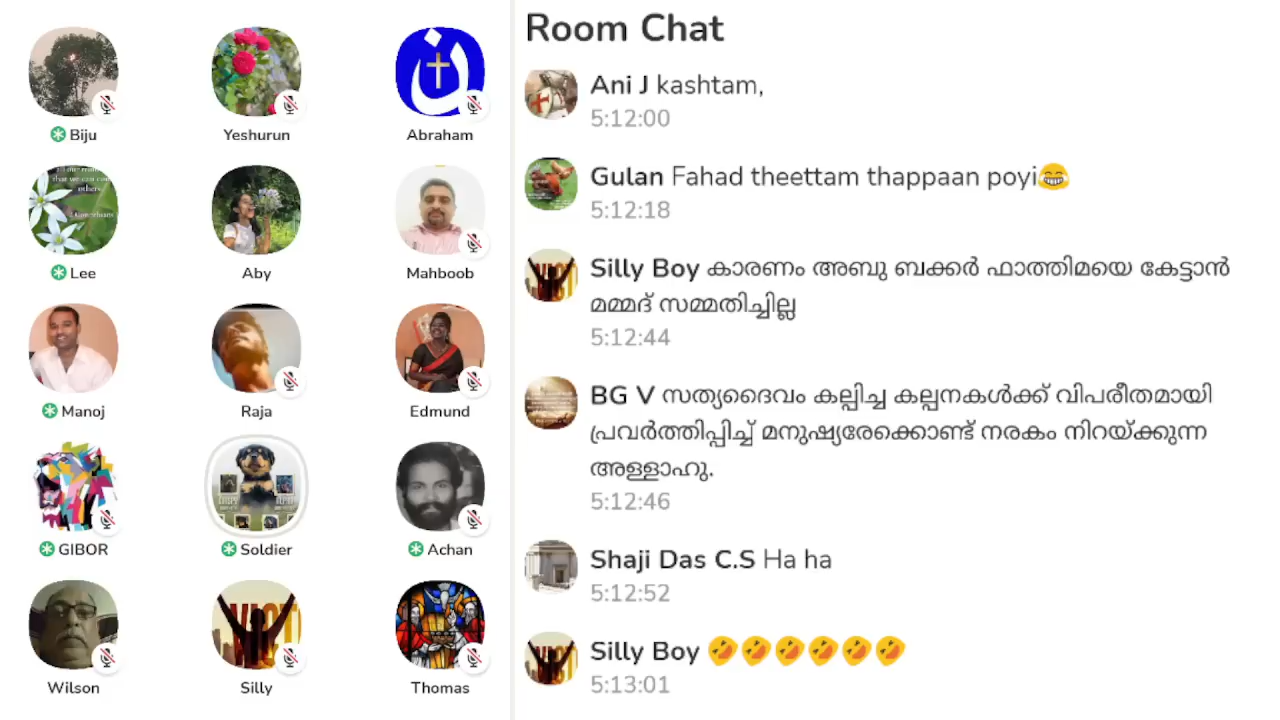 Biju
Yeshurun
Abraham
Lee
Aby
Mahboob
Manoj
Raja
Edmund
GIBOR
Soldier
Achan
Wilson
Silly
Thomas
Room Chat
Ani J kashtam,
5:12:00
Gulan Fahad theettam thappaan poyi😂
5:12:18
Silly Boy കാരണം അബു ബക്കർ ഫാത്തിമയെ കേട്ടാൻ
മമ്മദ് സമ്മതിച്ചില്ല
5:12:44
BG V സത്യദൈവം കല്പിച്ച കല്പനകൾക്ക് വിപരീതമായി
പ്രവർത്തിപ്പിച്ച് മനുഷ്യരേക്കൊണ്ട് നരകം നിറയ്ക്കുന്ന
അള്ളാഹു.
5:12:46
Shaji Das C.S Ha ha
5:12:52
Silly Boy 🤣🤣🤣🤣🤣🤣
5:13:01